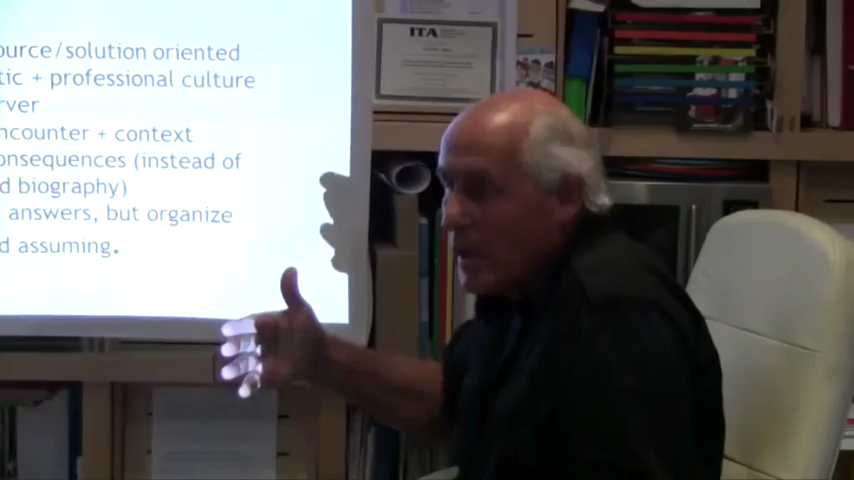 ource/solution oriented
tic + professional culture
rver
ncounter + context
onsequences (instead of
d biography)
answers, but organize
d assuming.
ITA